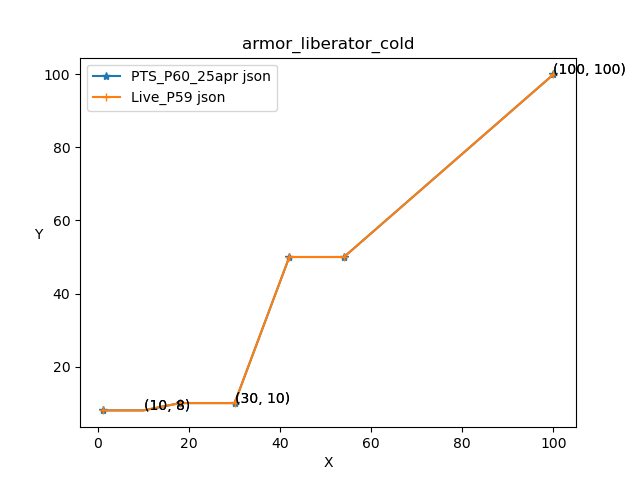 armor_liberator_cold
PTS_P60_25apr json
Live_P59 json
(100, 100)
(30, 10)
(10, 8)
Y
100
80
60
40
20
0
20
40
60
80
100
X